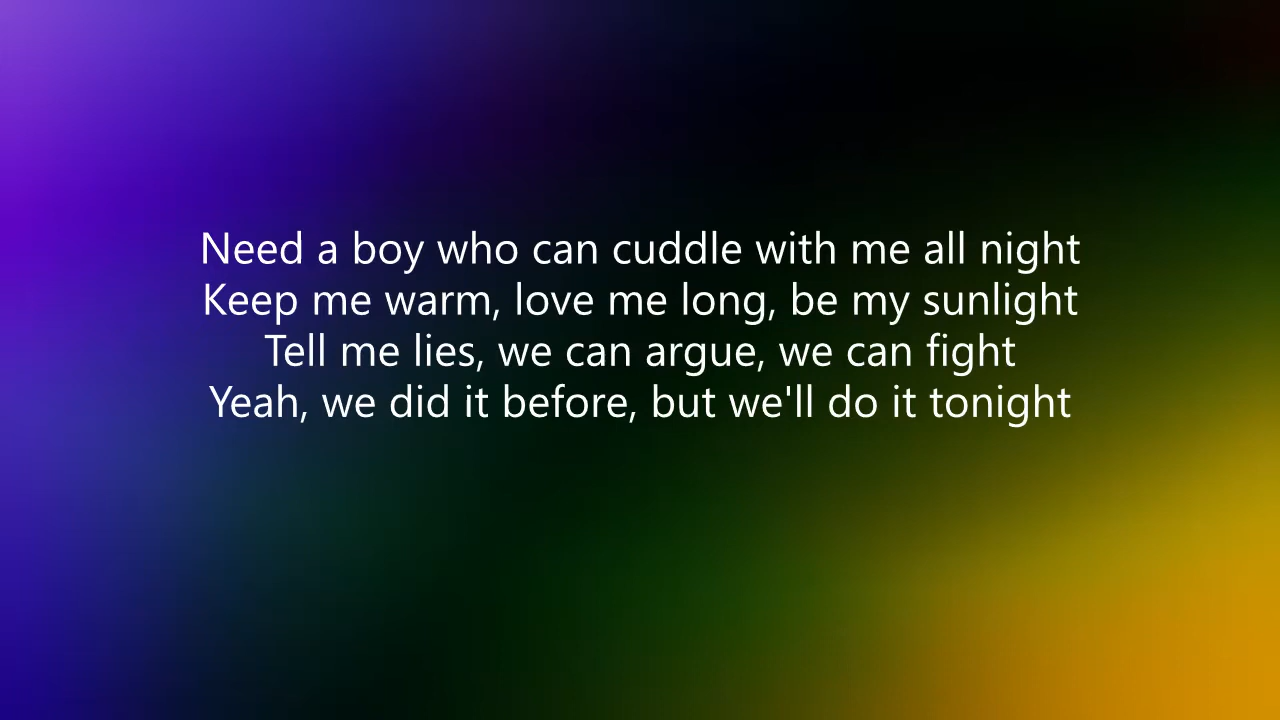 Need a boy who can cuddle with me all night
Keep me warm, love me long, be my sunlight
Tell me lies, we can argue, we can fight
Yeah, we did it before, but we'll do it tonight